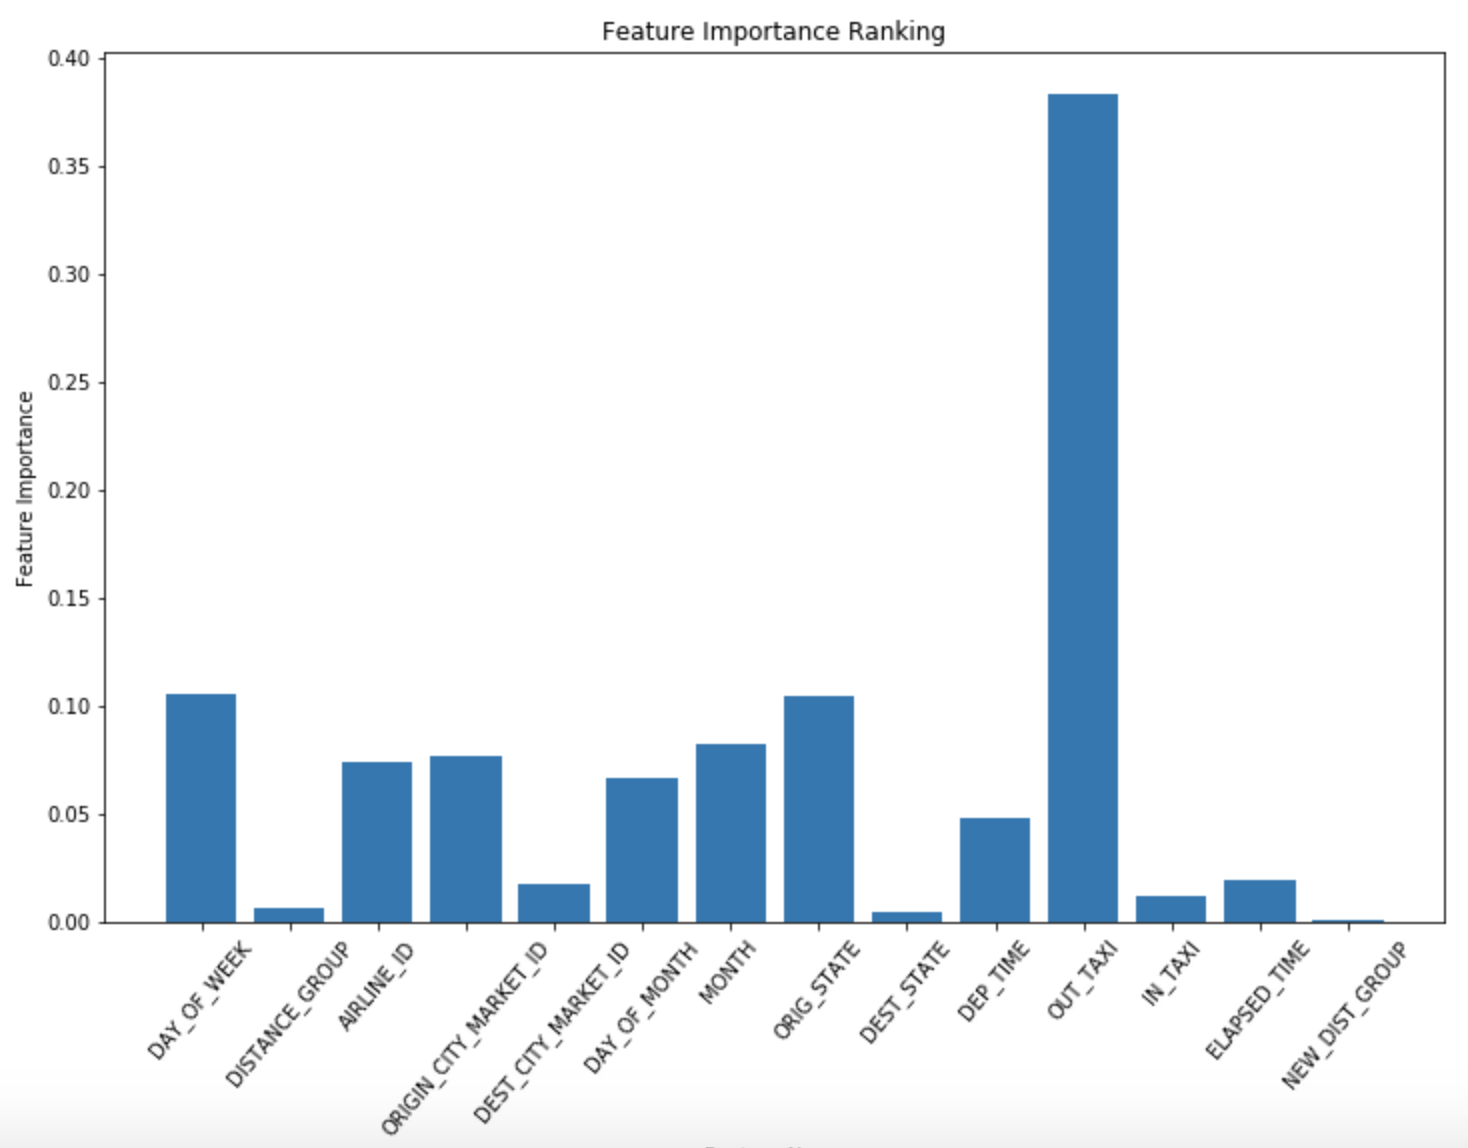 Feature Importance Ranking
0.40
0.35
0.30
0.25
0.20
0.15
0.10
0.05
0.00
Feature Importance
DAY_OF_WEEK
DISTANCE_GROUP
AIRLINE_ID
ORIGIN_CITY_MARKET_ID
DEST_CITY_MARKET_ID
DAY_OF_MONTH
MONTH
ORIG_STATE
DEST_STATE
DEP_TIME
OUT_TAXI
IN_TAXI
ELAPSED_TIME
NEW_DIST_GROUP